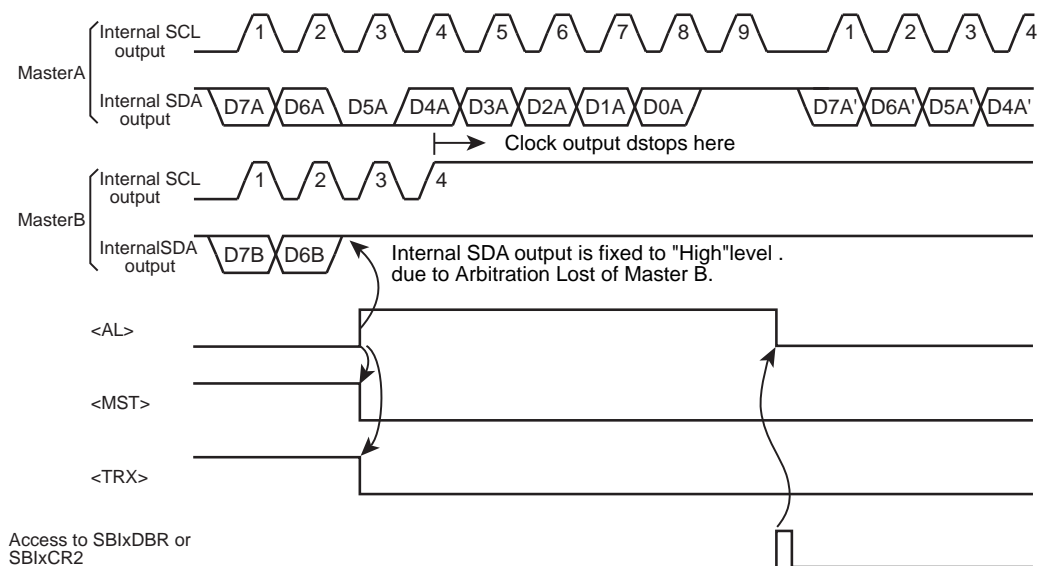 Internal SCL
output
1 2 3 4 5 6 7 8 9 1 2 3 4
MasterA
Internal SDA
output
D7A D6A D5A D4A D3A D2A D1A D0A D7A' D6A' D5A' D4A'
Clock output dstops here
Internal SCL
output
1 2 3 4
MasterB
InternalSDA
output
D7B D6B
Internal SDA output is fixed to "High"level .
due to Arbitration Lost of Master B.
<AL>
<MST>
<TRX>
Access to SBIxDBR or
SBIxCR2